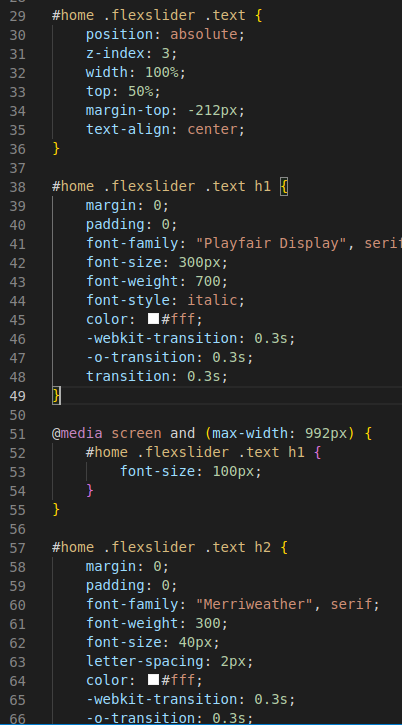 29 #home .flexslider .text {
30 position: absolute;
31 z-index: 3;
32 width: 100%;
33 top: 50%;
34 margin-top: -212px;
35 text-align: center;
36 }
37
38 #home .flexslider .text h1 {
39 margin: 0;
40 padding: 0;
41 font-family: "Playfair Display", serif
42 font-size: 300px;
43 font-weight: 700;
44 font-style: italic;
45 color: #fff;
46 -webkit-transition: 0.3s;
47 -o-transition: 0.3s;
48 transition: 0.3s;
49 }
50
51 @media screen and (max-width: 992px) {
52 #home .flexslider .text h1 {
53 font-size: 100px;
54 }
55 }
56
57 #home .flexslider .text h2 {
58 margin: 0;
59 padding: 0;
60 font-family: "Merriweather", serif;
61 font-weight: 300;
62 font-size: 40px;
63 letter-spacing: 2px;
64 color: #fff;
65 -webkit-transition: 0.3s;
66 -o-transition: 0.3s;